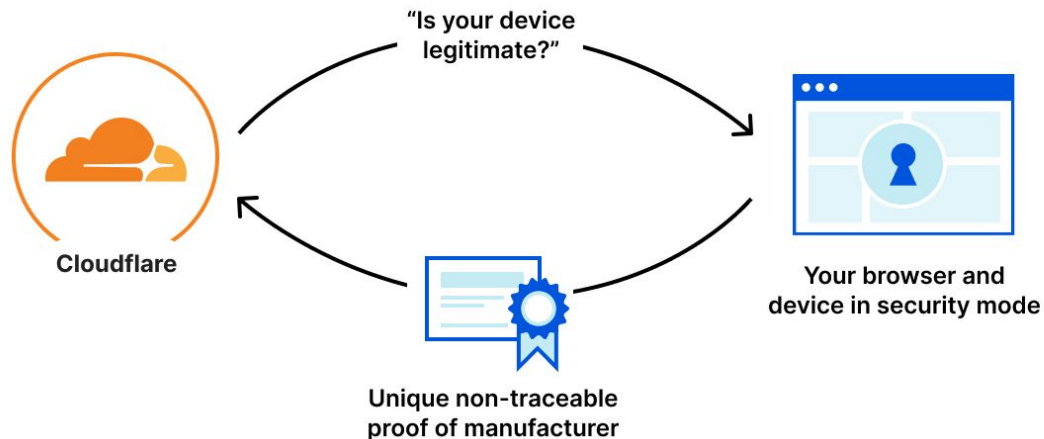 “Is your device
legitimate?”
Cloudflare
Your browser and
device in security mode
Unique non-traceable
proof of manufacturer